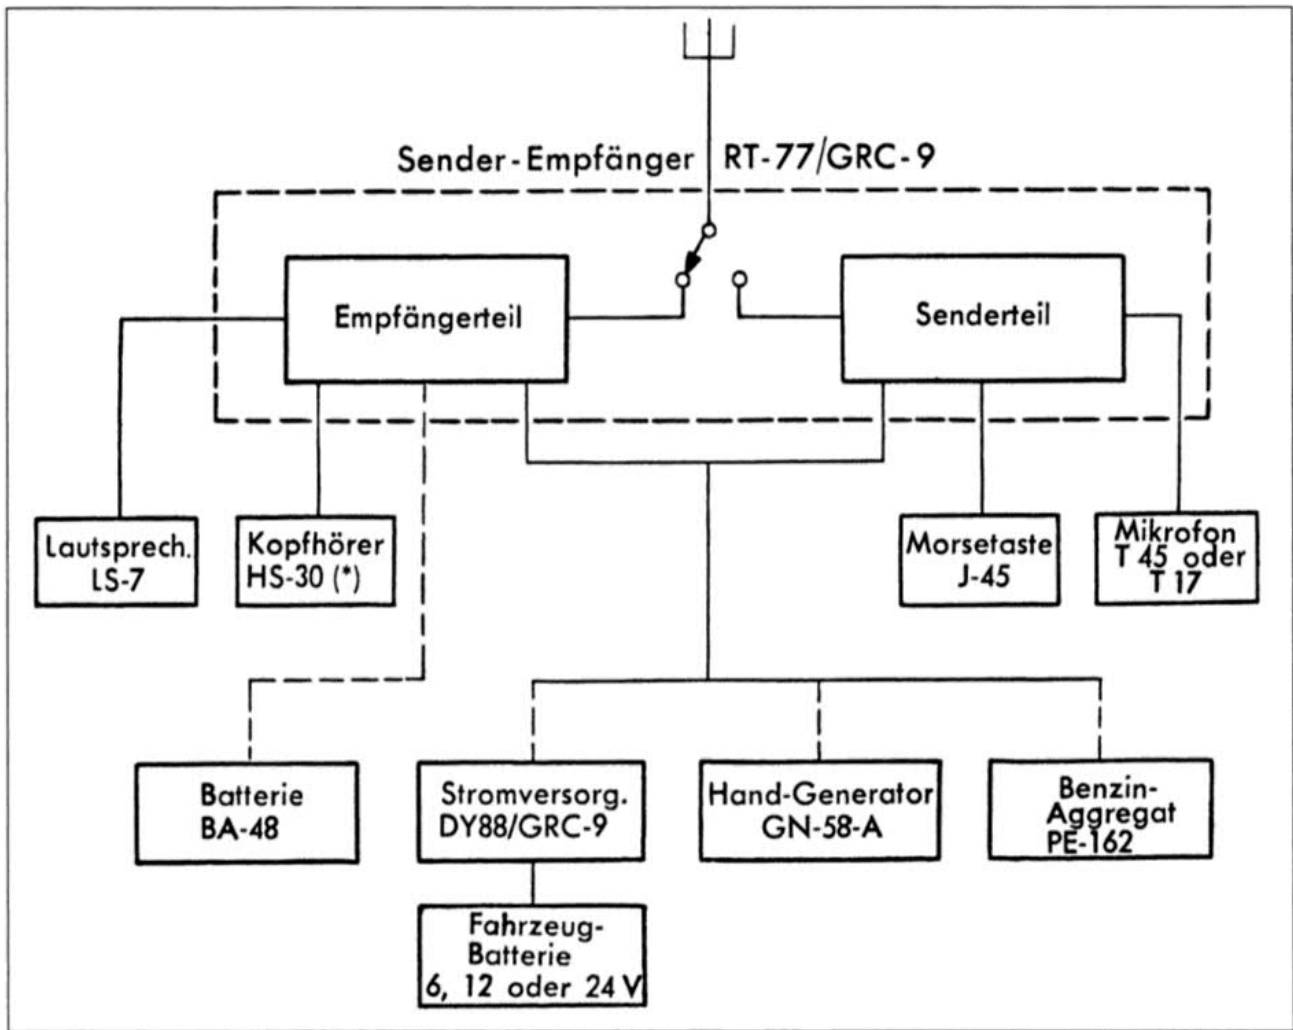 Sender-Empfänger RT-77/GRC-9
Empfängerteil
Senderteil
Lautsprech.
LS-7
Kopfhörer
HS-30 (*)
Morsetaste
J-45
Mikrofon
T 45 oder
T 17
Batterie
BA-48
Stromversorg.
DY88/GRC-9
Hand-Generator
GN-58-A
Benzin-
Aggregat
PE-162
Fahrzeug-
Batterie
6, 12 oder 24 V